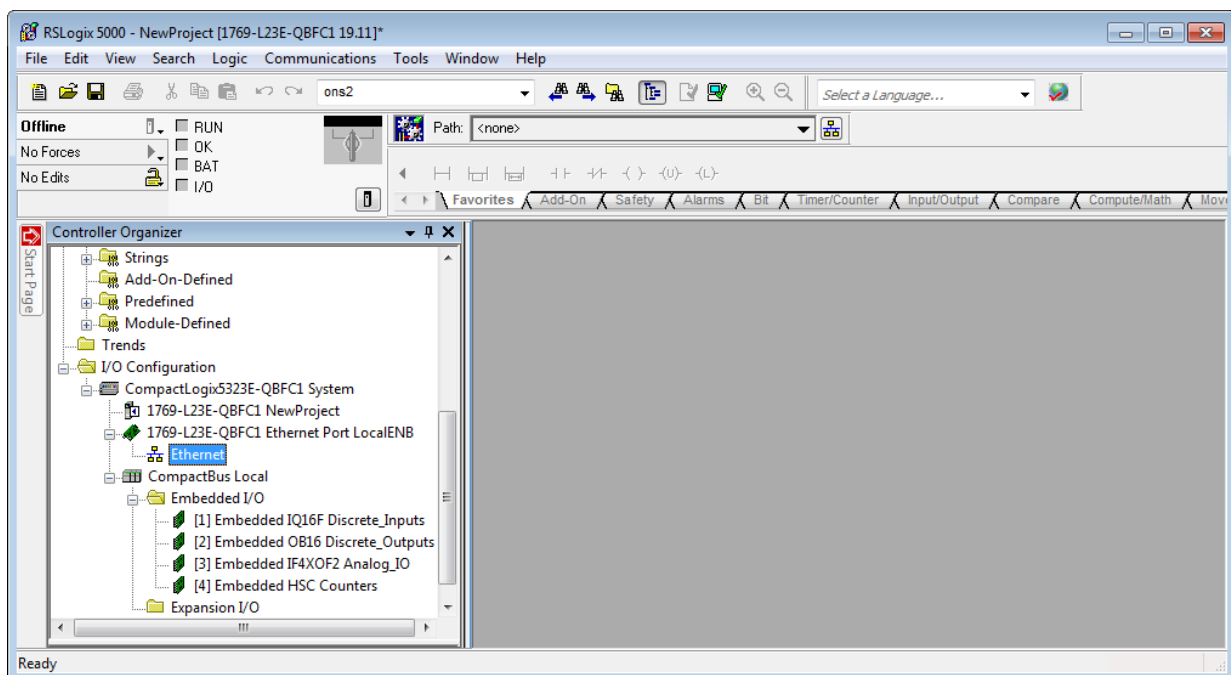 RSLogix 5000 - NewProject [1769-L23E-QBFC1 19.11]*
File Edit View Search Logic Communications Tools Window Help
ons2
Select a Language...
Offline
RUN
Path: <none>
No Forces
OK
BAT
No Edits
I/O
Favorites Add-On Safety Alarms Bit Timer/Counter Input/Output Compare Compute/Math Mov
Start Page
Controller Organizer
Strings
Add-On-Defined
Predefined
Module-Defined
Trends
I/O Configuration
CompactLogix5323E-QBFC1 System
1769-L23E-QBFC1 NewProject
1769-L23E-QBFC1 Ethernet Port LocalENB
Ethernet
CompactBus Local
Embedded I/O
[1] Embedded IQ16F Discrete_Inputs
[2] Embedded OB16 Discrete_Outputs
[3] Embedded IF4XOF2 Analog_IO
[4] Embedded HSC Counters
Expansion I/O
Ready